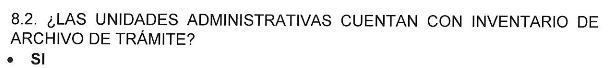 8.2. ¿LAS UNIDADES ADMINISTRATIVAS CUENTAN CON INVENTARIO DE
ARCHIVO DE TRÁMITE?
• SI